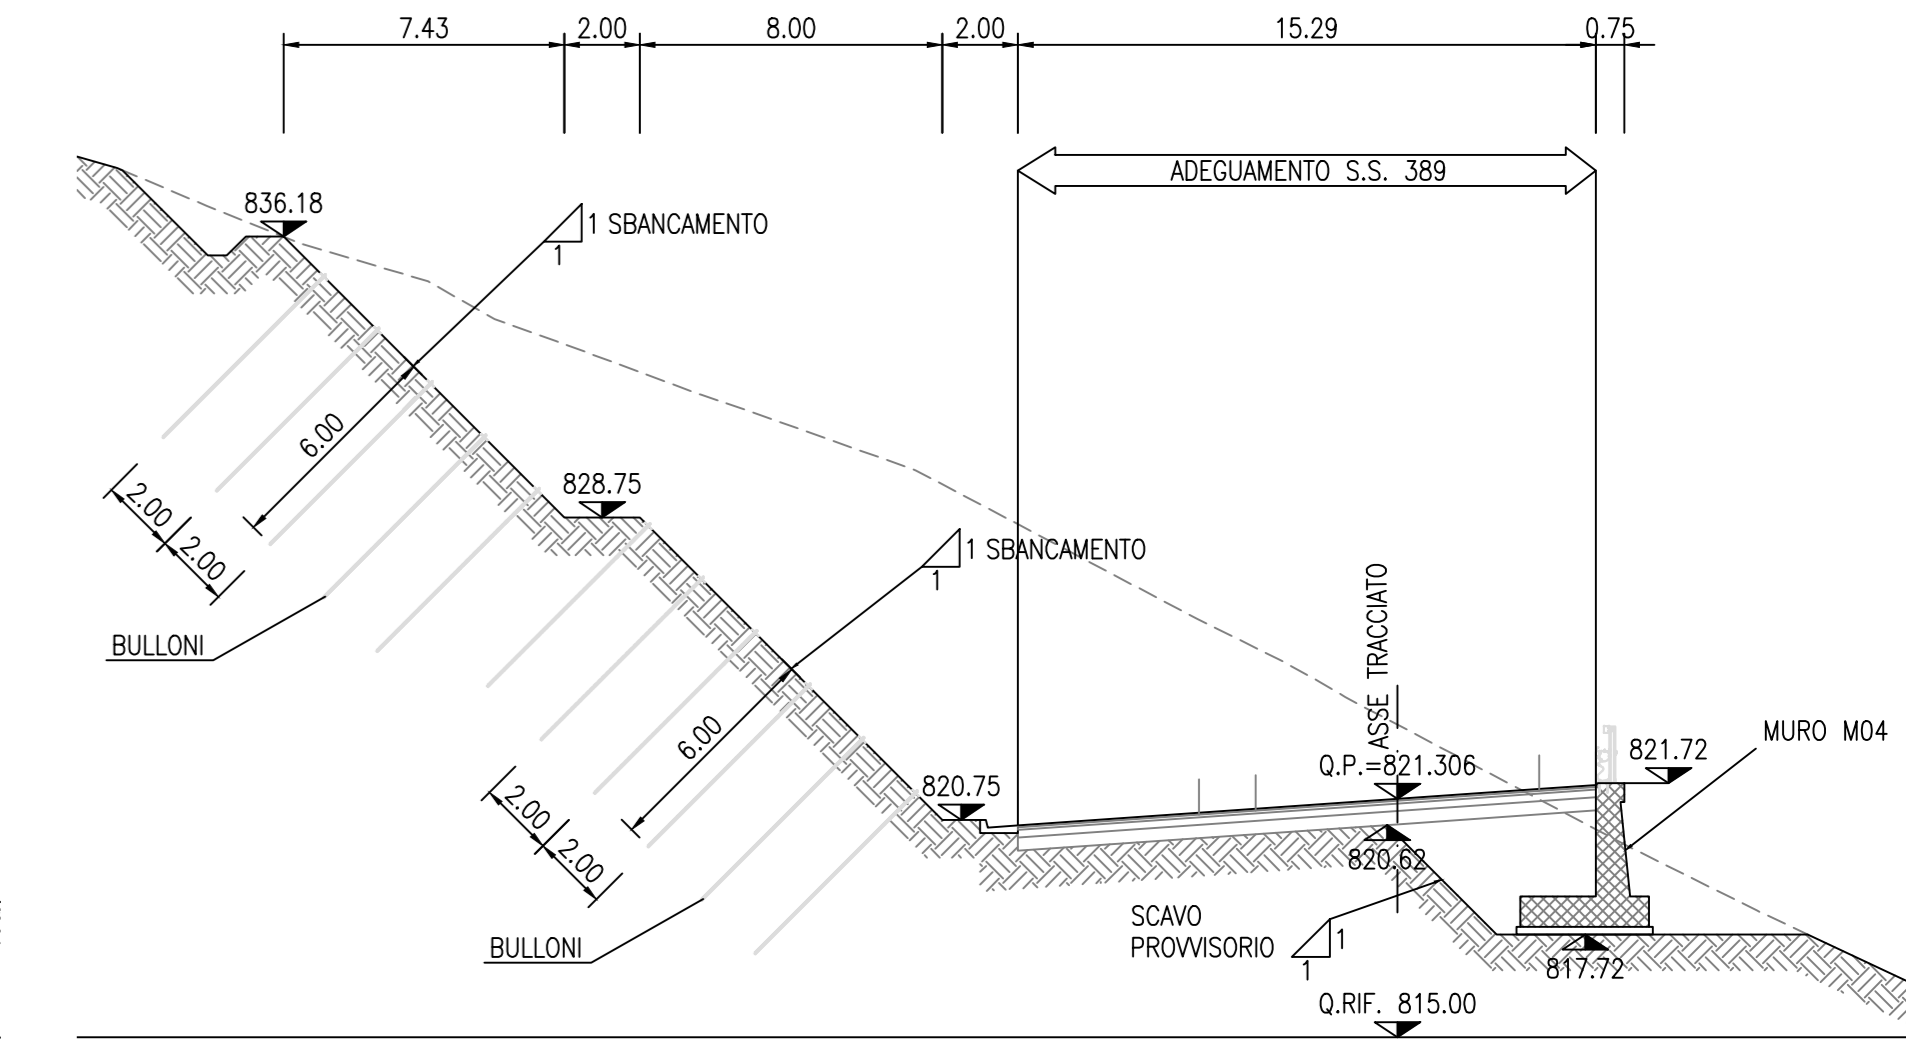 7.43
2.00
8.00
2.00
15.29
0.75
ADEGUAMENTO S.S. 389
836.18
1 SBANCAMENTO
1
6.00
828.75
2.00
2.00
1 SBANCAMENTO
1
BULLONI
ASSE TRACCIATO
6.00
821.72
MURO M04
Q.P.=821.306
820.75
2.00
2.00
820.62
SCAVO
PROVVISORIO
1
1
BULLONI
817.72
Q.RIF. 815.00